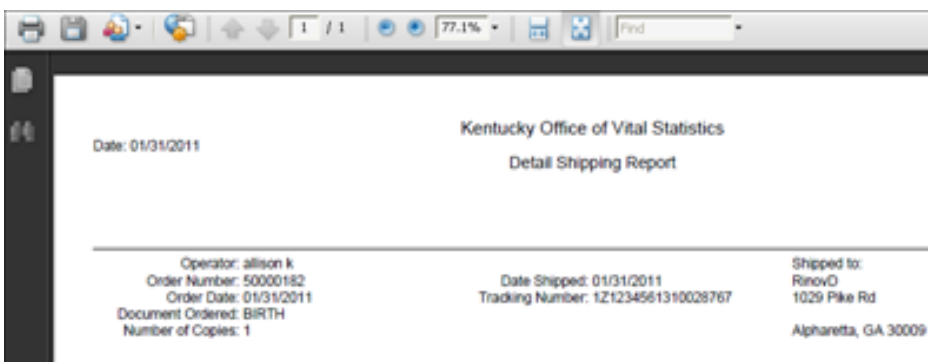 1 / 1 77.1% Find
Kentucky Office of Vital Statistics
Date: 01/31/2011
Detail Shipping Report
Operator: allison k
Order Number: 50000182
Order Date: 01/31/2011
Document Ordered: BIRTH
Number of Copies: 1
Date Shipped: 01/31/2011
Tracking Number: 1Z1234561310028767
Shipped to:
RinovO
1029 Pike Rd
Alpharetta, GA 30009